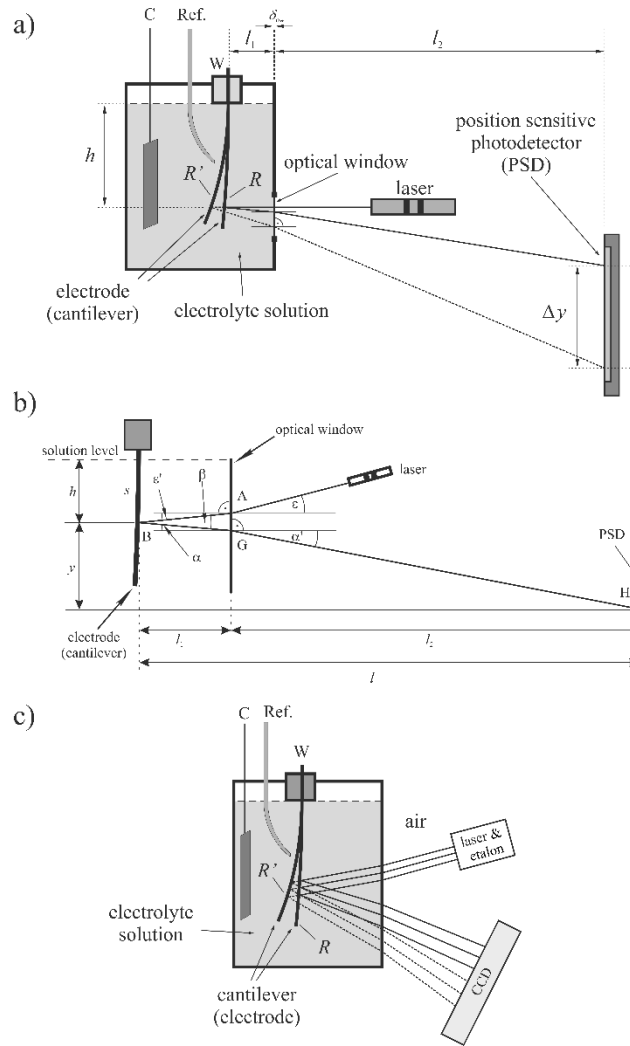 a)
C
Ref.
W
l₁
δw
l₂
h
R'
R
optical window
laser
position sensitive
photodetector
(PSD)
electrode
(cantilever)
electrolyte solution
Δy
b)
optical window
solution level
laser
h
s
ε'
β
A
ε
B
α
G
α'
PSD
y
H
electrode
(cantilever)
l₁
l₂
l
c)
C
Ref.
W
air
laser &
etalon
R'
electrolyte
solution
R
cantilever
(electrode)
CCD